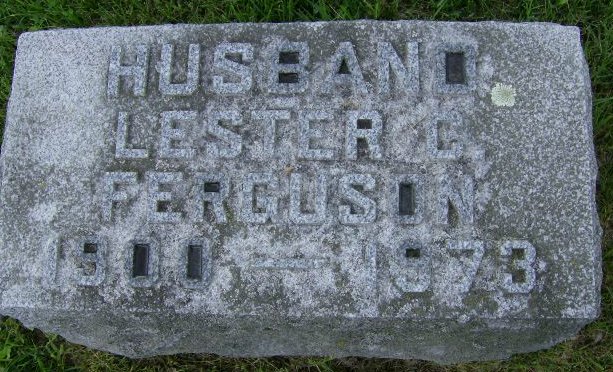 HUSBAND
LESTER C.
FERGUSON
1900 — 1973